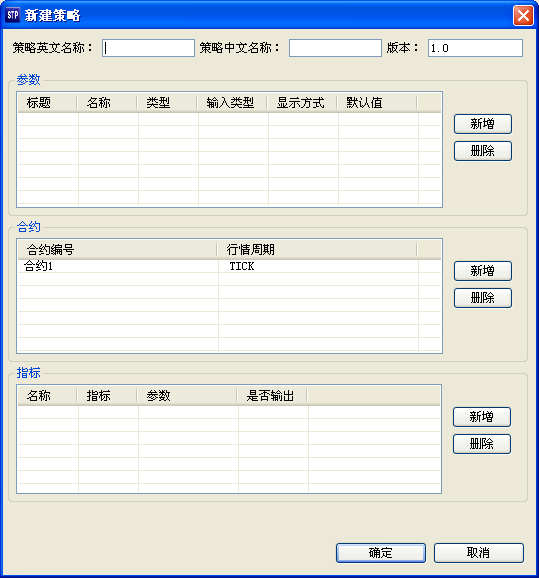 STP 新建策略
策略英文名称： 策略中文名称： 版本： 1.0
参数
标题 名称 类型 输入类型 显示方式 默认值
新增
删除
合约
合约编号 行情周期
合约1 TICK
新增
删除
指标
名称 指标 参数 是否输出
新增
删除
确定 取消